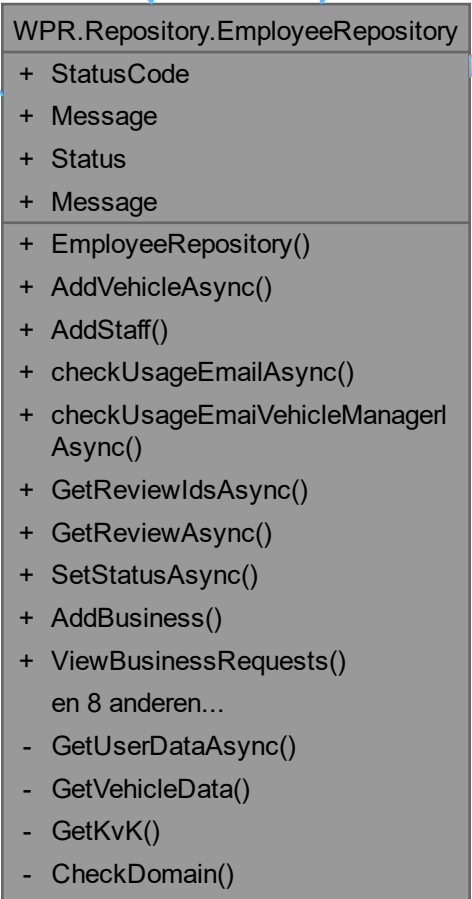 WPR.Repository.EmployeeRepository
+ StatusCode
+ Message
+ Status
+ Message
+ EmployeeRepository()
+ AddVehicleAsync()
+ AddStaff()
+ checkUsageEmailAsync()
+ checkUsageEmaiVehicleManagerl
Async()
+ GetReviewIdsAsync()
+ GetReviewAsync()
+ SetStatusAsync()
+ AddBusiness()
+ ViewBusinessRequests()
en 8 anderen...
- GetUserDataAsync()
- GetVehicleData()
- GetKvK()
- CheckDomain()